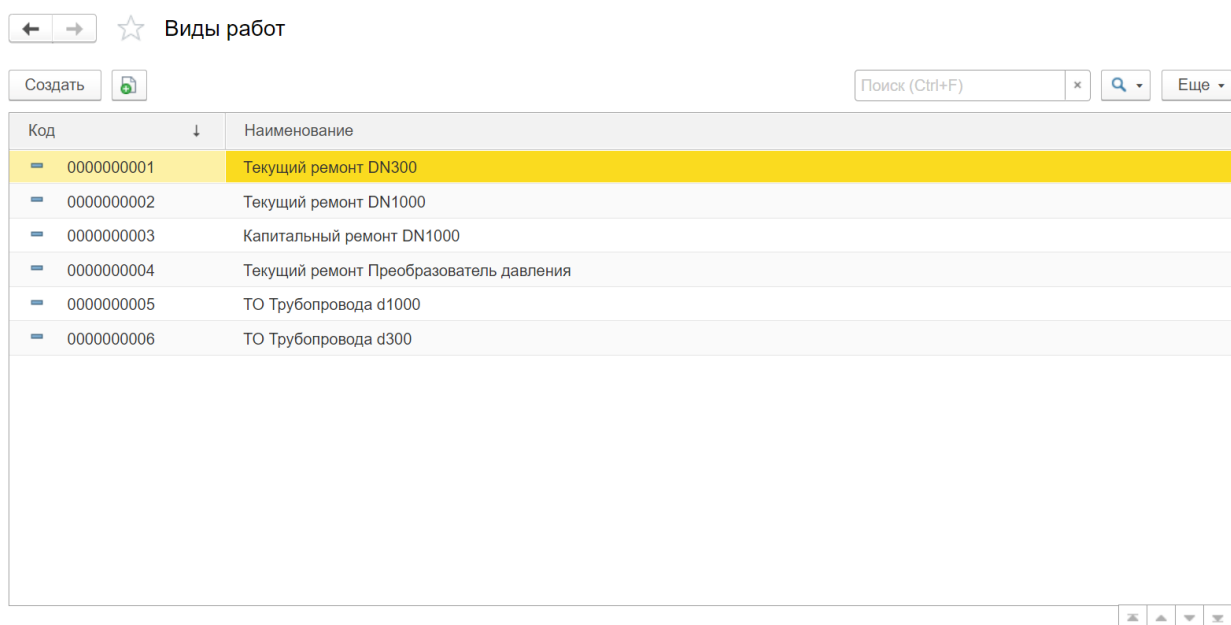 Виды работ
Создать Поиск (Ctrl+F) × Еще
Код ↓ Наименование
0000000001 Текущий ремонт DN300
0000000002 Текущий ремонт DN1000
0000000003 Капитальный ремонт DN1000
0000000004 Текущий ремонт Преобразователь давления
0000000005 ТО Трубопровода d1000
0000000006 ТО Трубопровода d300